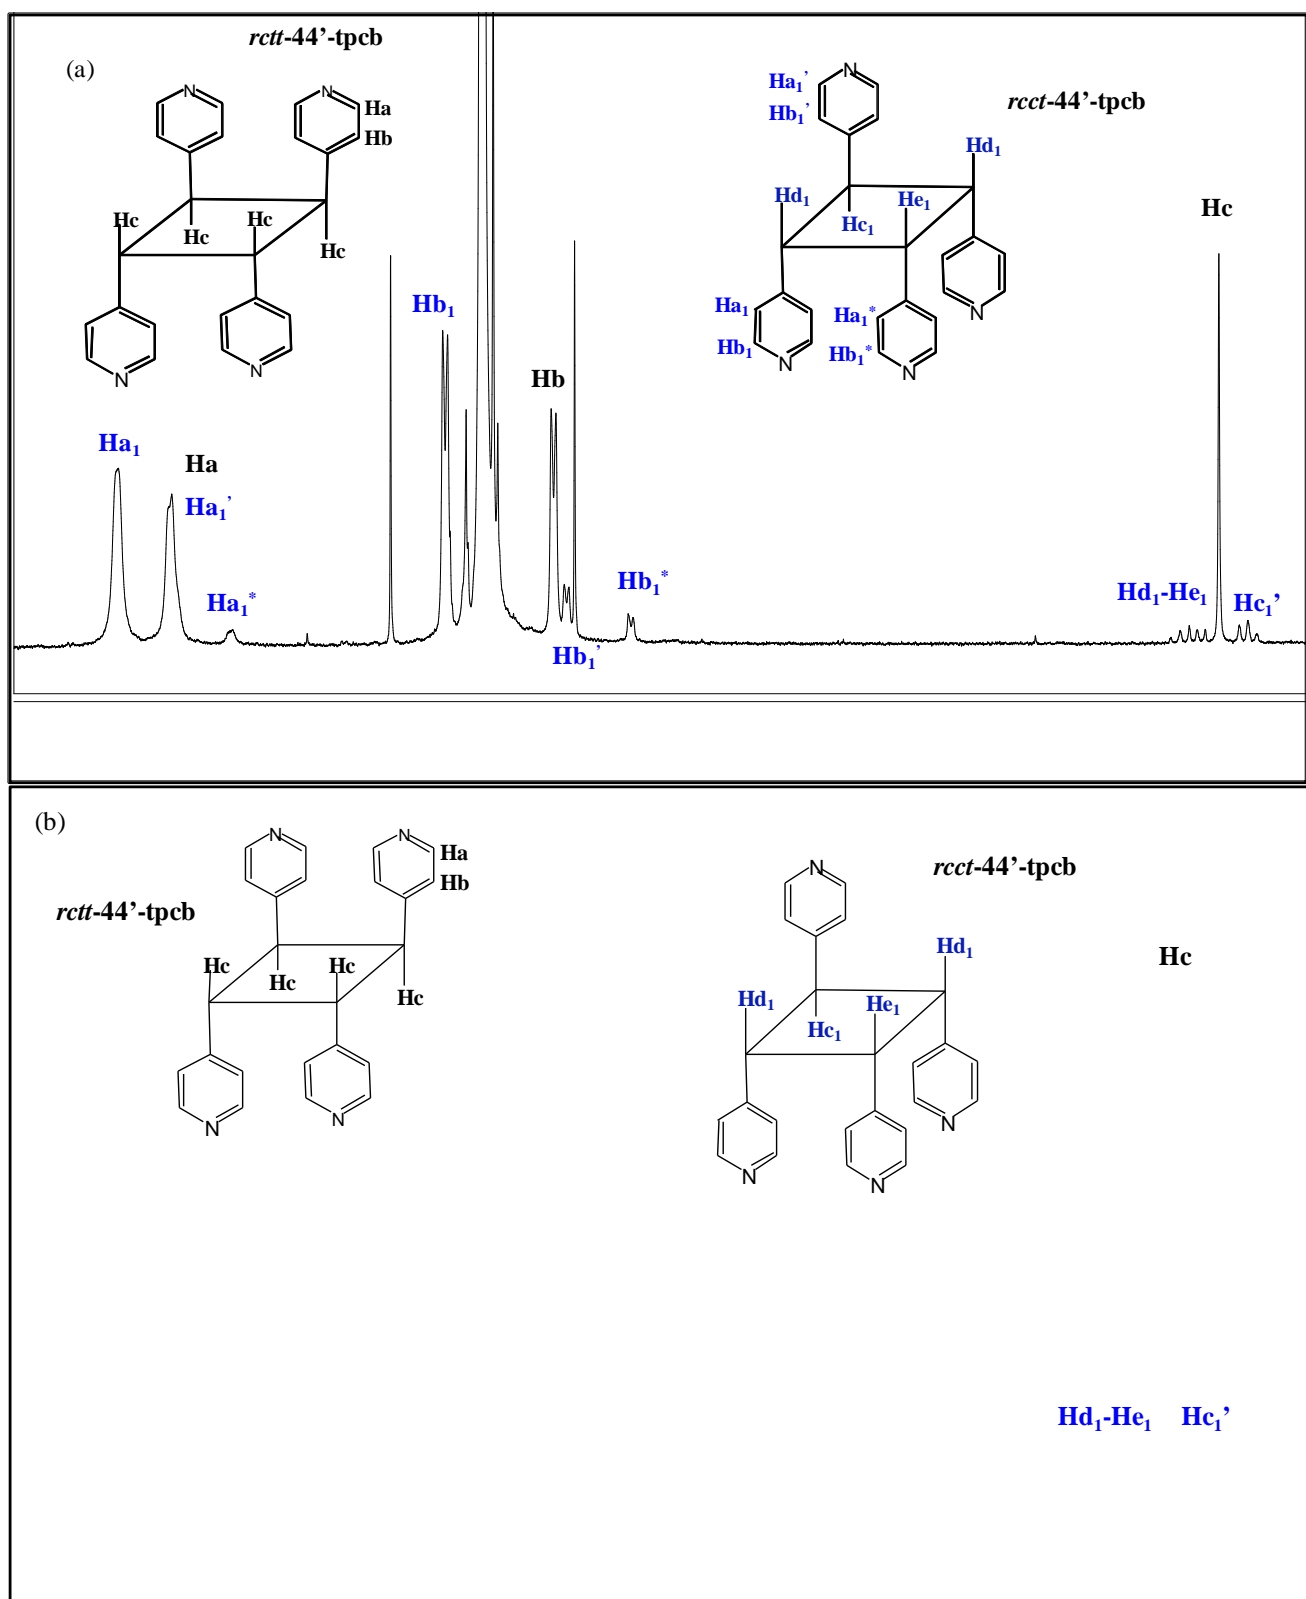 rctt-44’-tpcb
(a)
N
N
Ha
Hb
Hc
Hc
Hc
Hc
N
N
N
Ha₁’
Hb₁’
rcct-44’-tpcb
Hd₁
Hd₁
He₁
Hc₁
Ha₁
Hb₁
Ha₁*
Hb₁*
N
N
N
Hc
Hb₁
Hb
Ha₁
Ha
Ha₁’
Ha₁*
Hb₁’
Hb₁*
Hd₁-He₁
Hc₁’
(b)
rctt-44’-tpcb
N
N
Ha
Hb
Hc
Hc
Hc
Hc
N
N
rcct-44’-tpcb
N
Hd₁
Hd₁
He₁
Hc₁
N
N
N
Hc
Hd₁-He₁ Hc₁’